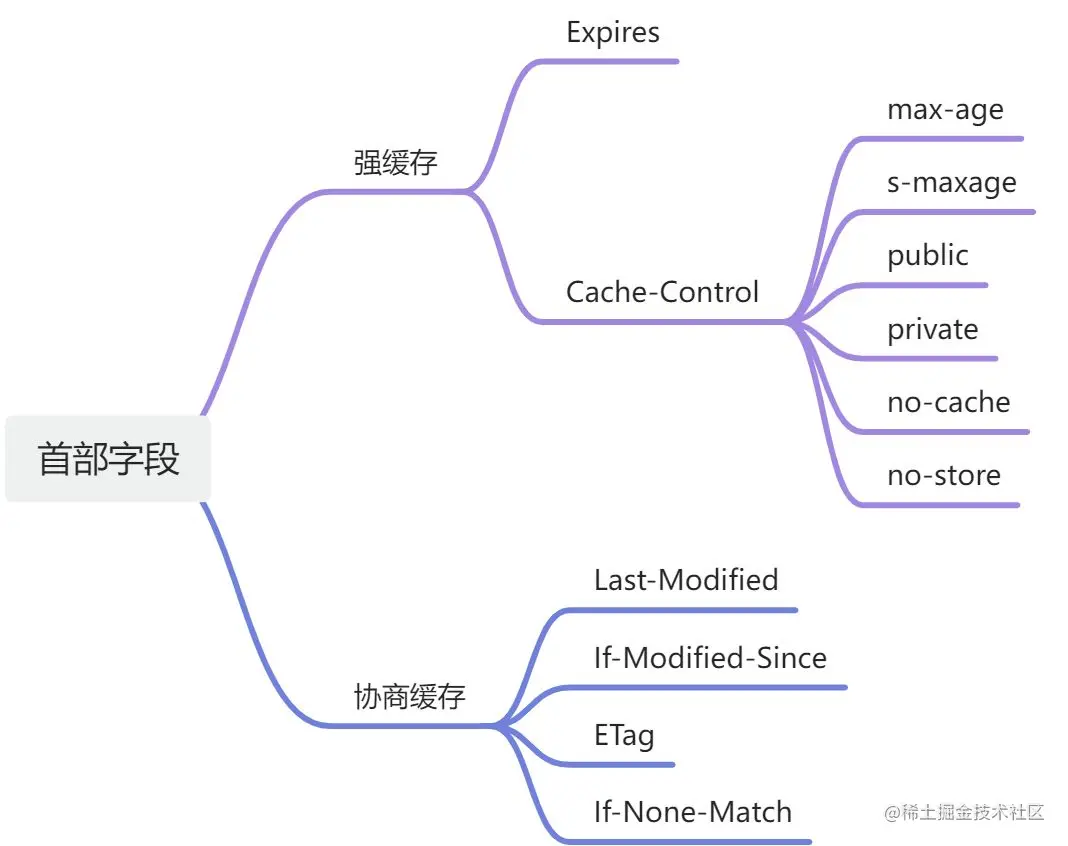 首部字段
强缓存
Expires
Cache-Control
max-age
s-maxage
public
private
no-cache
no-store
协商缓存
Last-Modified
If-Modified-Since
ETag
If-None-Match
@稀土掘金技术社区